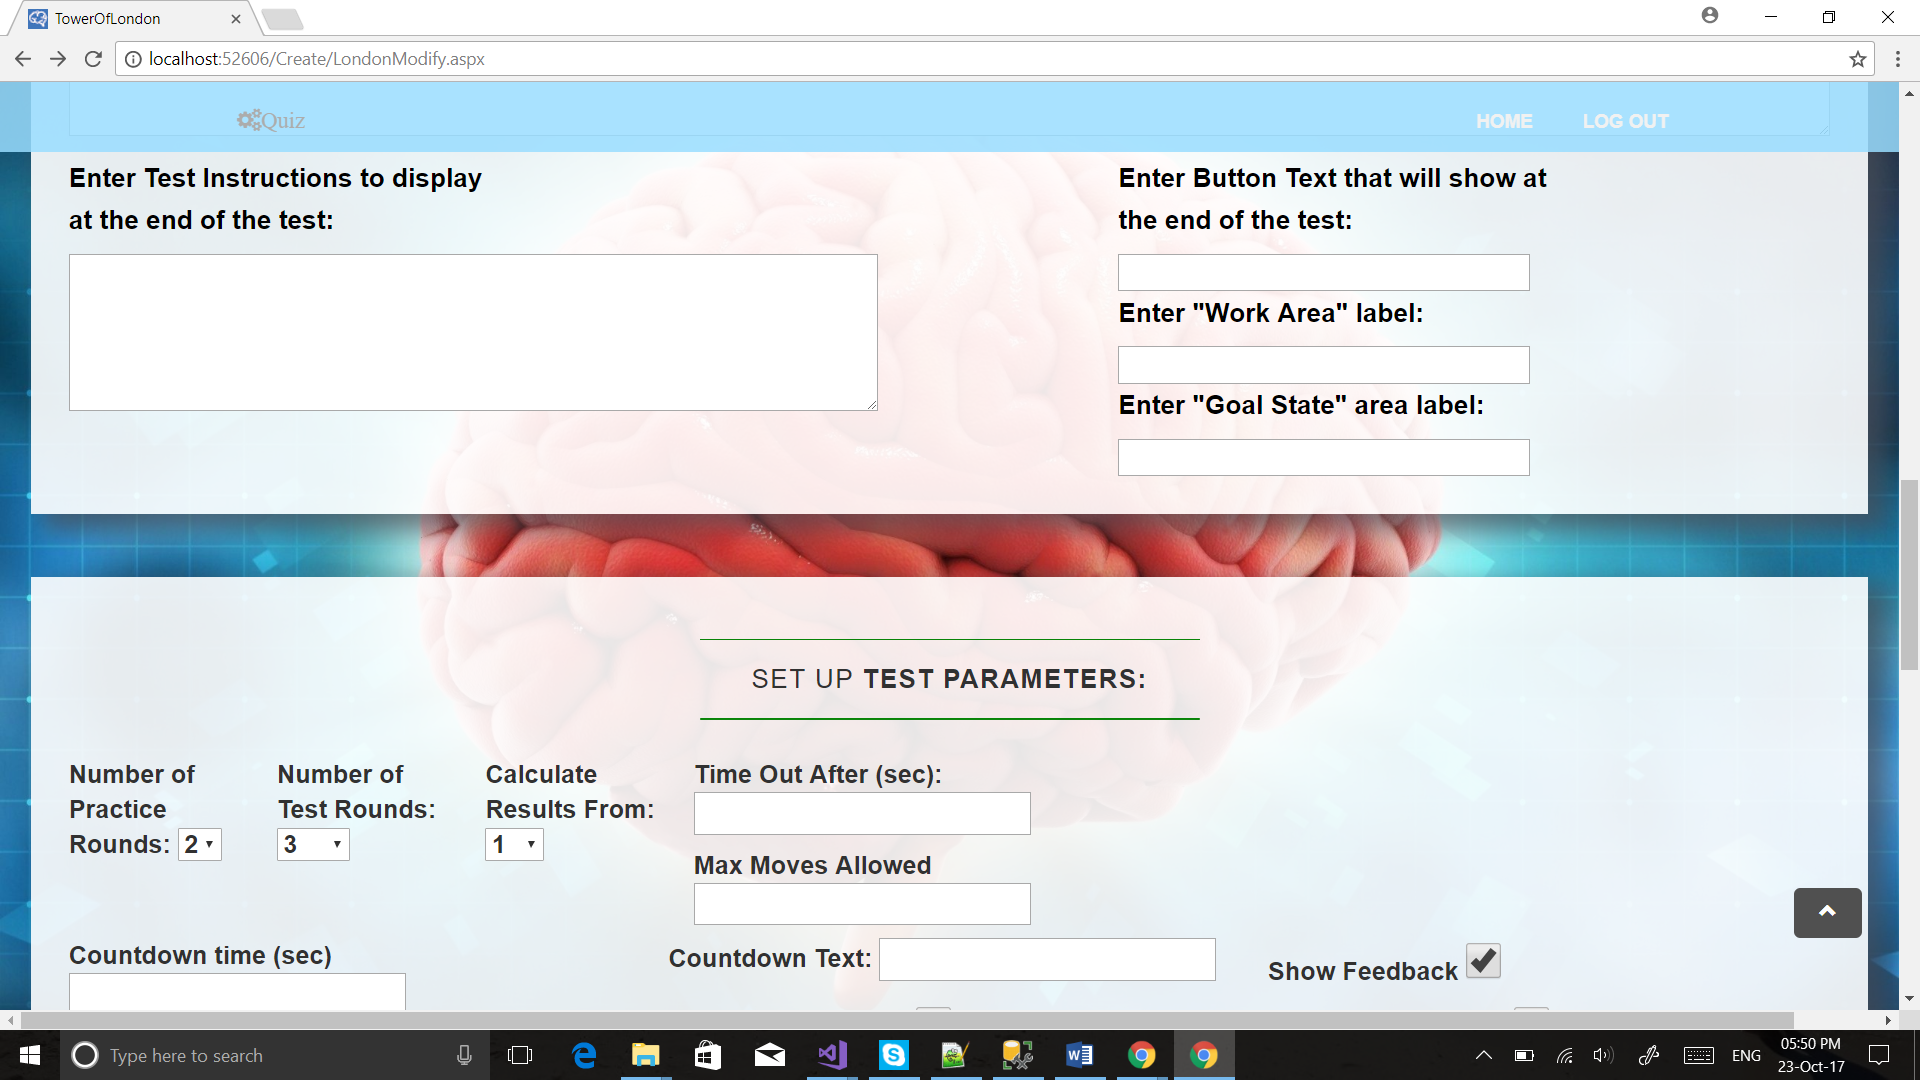 TowerOfLondon
localhost:52606/Create/LondonModify.aspx
Quiz
HOME
LOG OUT
Enter Test Instructions to display
at the end of the test:
Enter Button Text that will show at
the end of the test:
Enter "Work Area" label:
Enter "Goal State" area label:
SET UP TEST PARAMETERS:
Number of
Practice
Rounds: 2
Number of
Test Rounds:
3
Calculate
Results From:
1
Time Out After (sec):
Max Moves Allowed
Countdown time (sec)
Countdown Text:
Show Feedback
Type here to search
ENG
05:50 PM
23-Oct-17